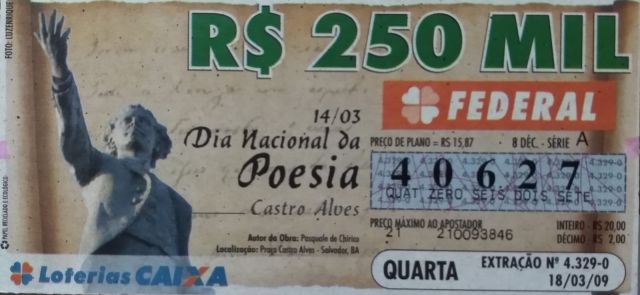 FOTO: LUZENRIQUE
R$ 250 MIL
FEDERAL
14/03
Dia Nacional da
Poesia
Castro Alves
PREÇO DE PLANO = R$ 15,87
8 DÉC. - SÉRIE A
40627
QUAT ZERO SEIS DOIS SETE
PREÇO MÁXIMO AO APOSTADOR
INTEIRO - R$ 20,00
DÉCIMO - R$ 2,00
21 210093846
Autor da Obra: Pasquale de Chirico
Localização: Praça Castro Alves - Salvador, BA
PAPEL RECICLADO E ECOLÓGICO
Loterias CAIXA
QUARTA
EXTRAÇÃO Nº 4.329-0
18/03/09